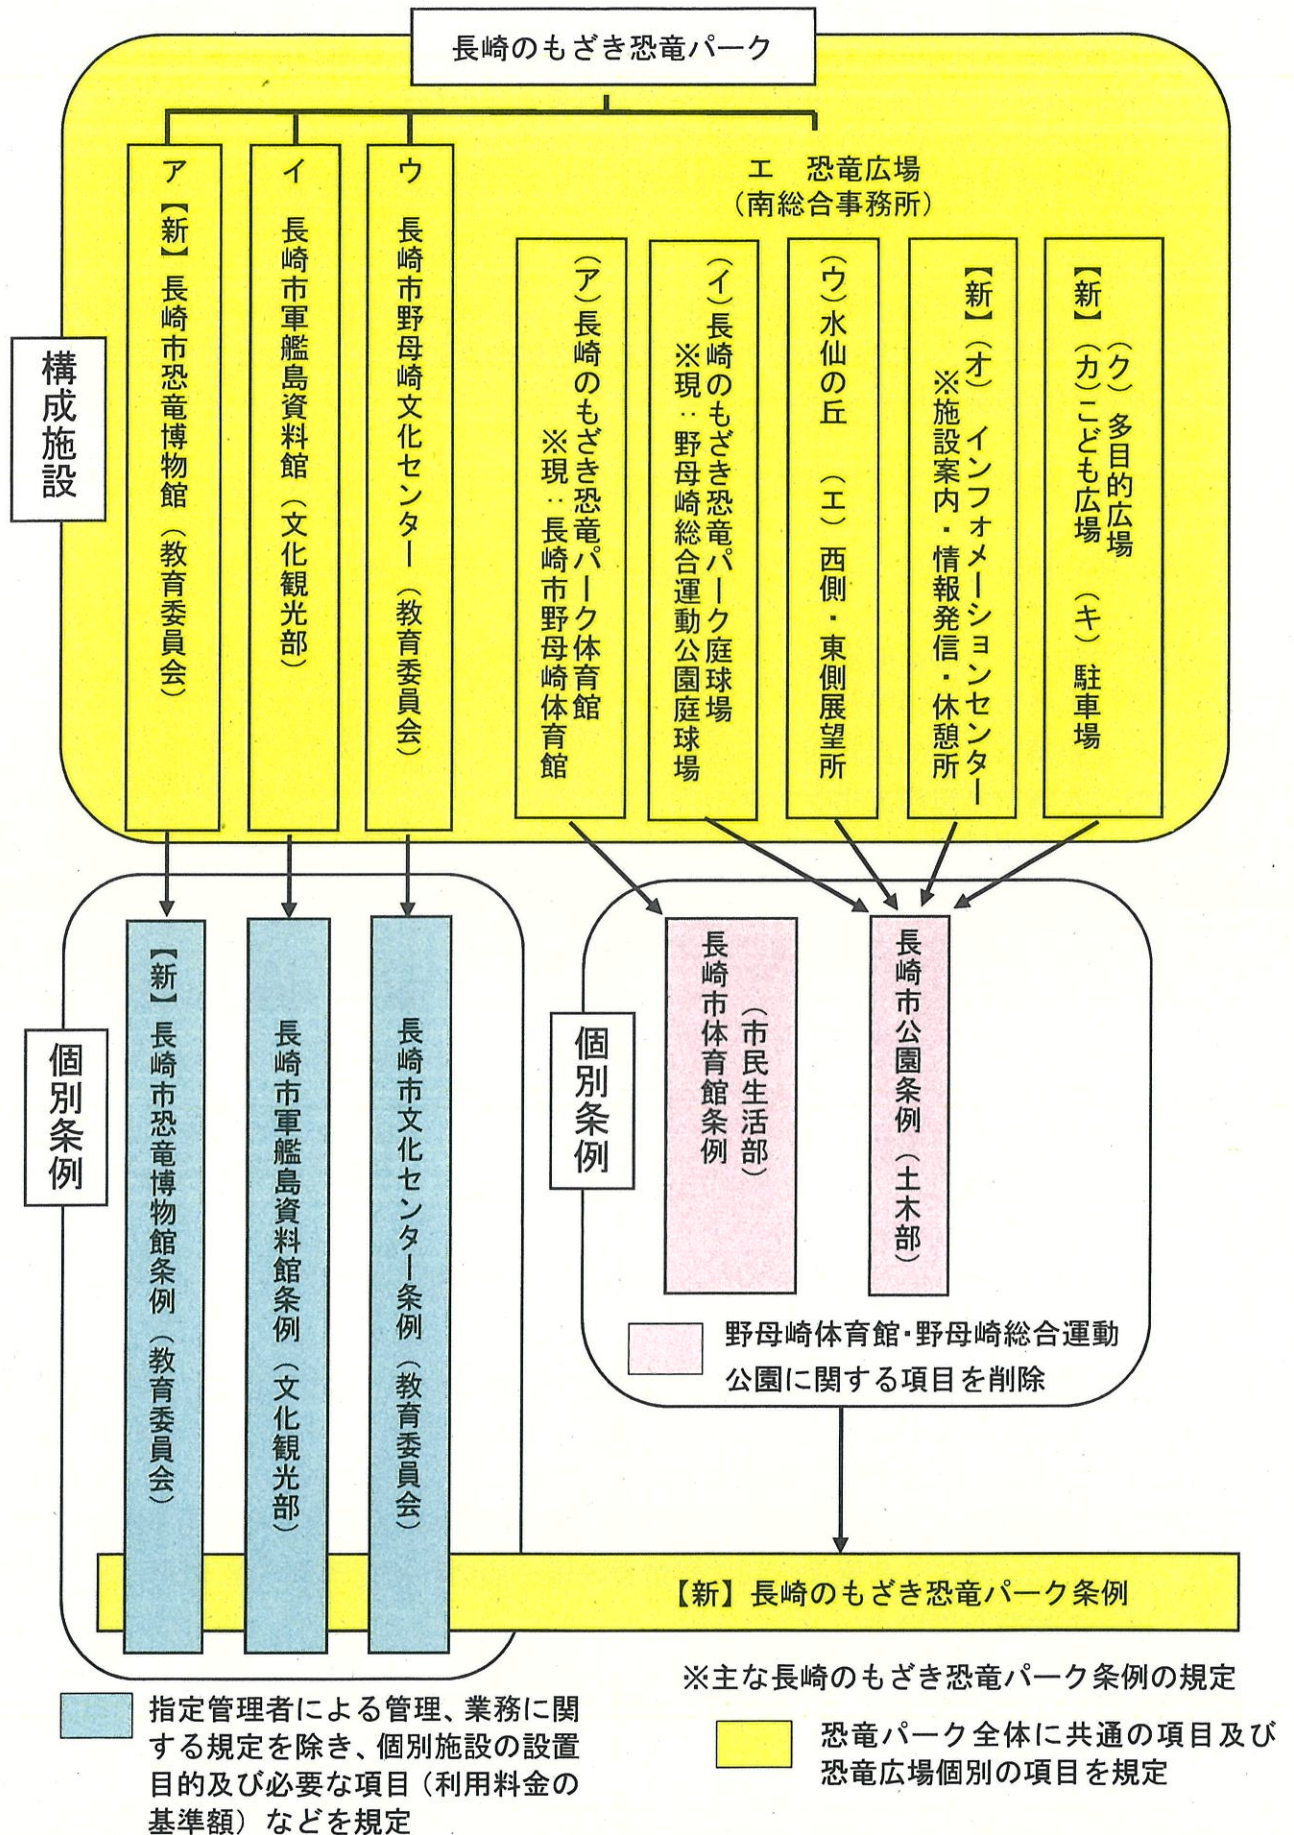 長崎のもざき恐竜パーク
構成施設
ア 【新】長崎市恐竜博物館（教育委員会）
イ 長崎市軍艦島資料館（文化観光部）
ウ 長崎市野母崎文化センター（教育委員会）
エ 恐竜広場
（南総合事務所）
（ア）長崎のもざき恐竜パーク体育館
※現：長崎市野母崎体育館
（イ）長崎のもざき恐竜パーク庭球場
※現：野母崎総合運動公園庭球場
（ウ）水仙の丘 （エ）西側・東側展望所
【新】（オ）インフォメーションセンター
※施設案内・情報発信・休憩所
（ク）多目的広場
【新】（カ）こども広場 （キ）駐車場
個別条例
【新】長崎市恐竜博物館条例（教育委員会）
長崎市軍艦島資料館条例（文化観光部）
長崎市文化センター条例（教育委員会）
個別条例
（市民生活部）
長崎市体育館条例
長崎市公園条例（土木部）
野母崎体育館・野母崎総合運動
公園に関する項目を削除
【新】長崎のもざき恐竜パーク条例
※主な長崎のもざき恐竜パーク条例の規定
指定管理者による管理、業務に関
する規定を除き、個別施設の設置
目的及び必要な項目（利用料金の
基準額）などを規定
恐竜パーク全体に共通の項目及び
恐竜広場個別の項目を規定